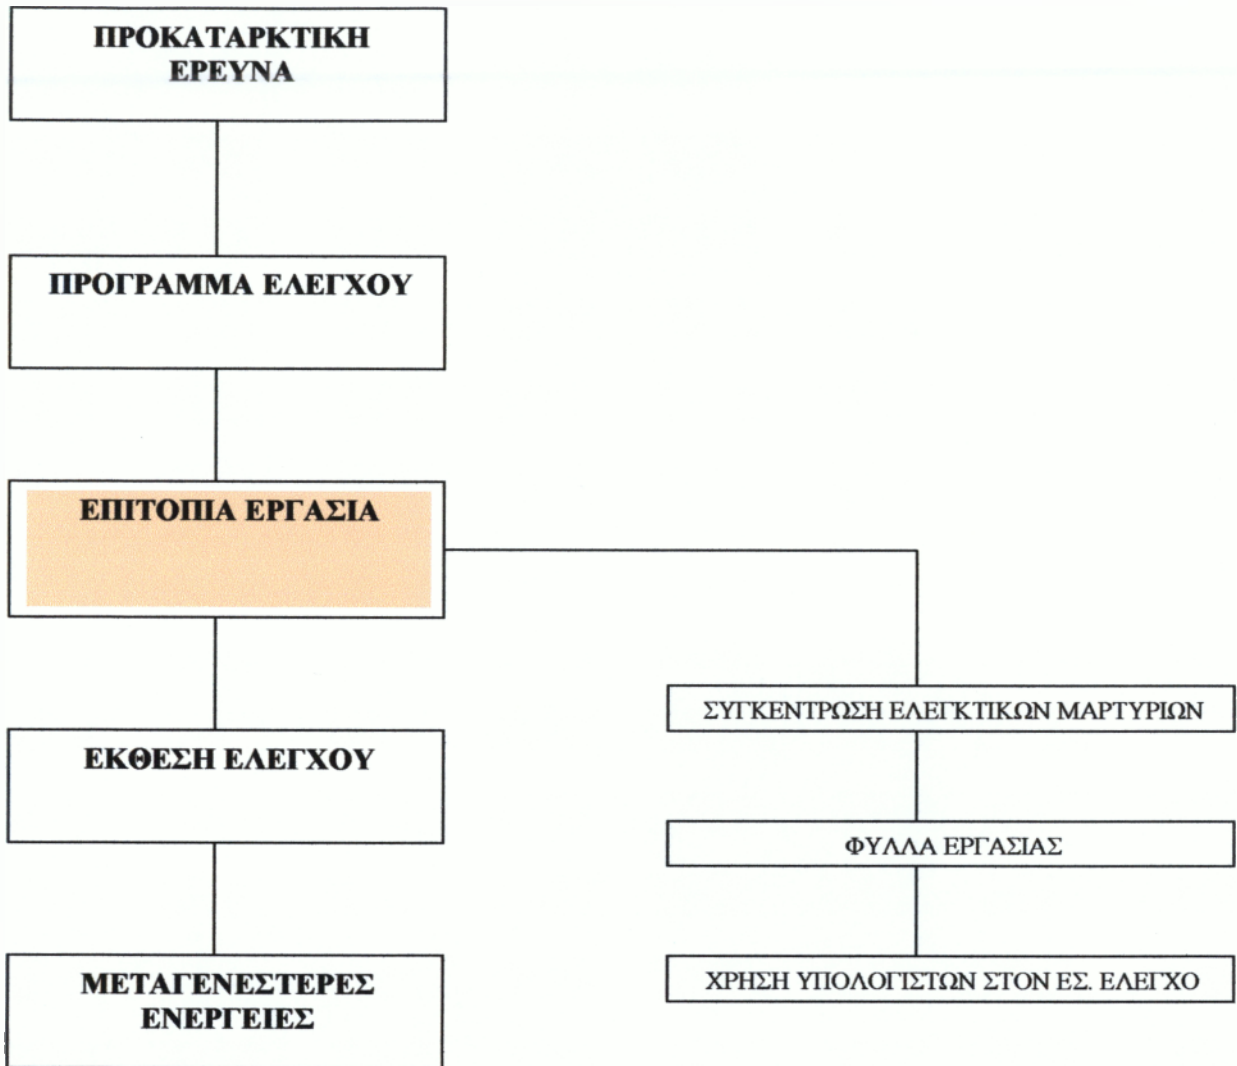 ΠΡΟΚΑΤΑΡΚΤΙΚΗ
ΕΡΕΥΝΑ
ΠΡΟΓΡΑΜΜΑ ΕΛΕΓΧΟΥ
ΕΠΙΤΟΠΙΑ ΕΡΓΑΣΙΑ
ΕΚΘΕΣΗ ΕΛΕΓΧΟΥ
ΜΕΤΑΓΕΝΕΣΤΕΡΕΣ
ΕΝΕΡΓΕΙΕΣ
ΣΥΓΚΕΝΤΡΩΣΗ ΕΛΕΓΚΤΙΚΩΝ ΜΑΡΤΥΡΙΩΝ
ΦΥΛΛΑ ΕΡΓΑΣΙΑΣ
ΧΡΗΣΗ ΥΠΟΛΟΓΙΣΤΩΝ ΣΤΟΝ ΕΣ. ΕΛΕΓΧΟ